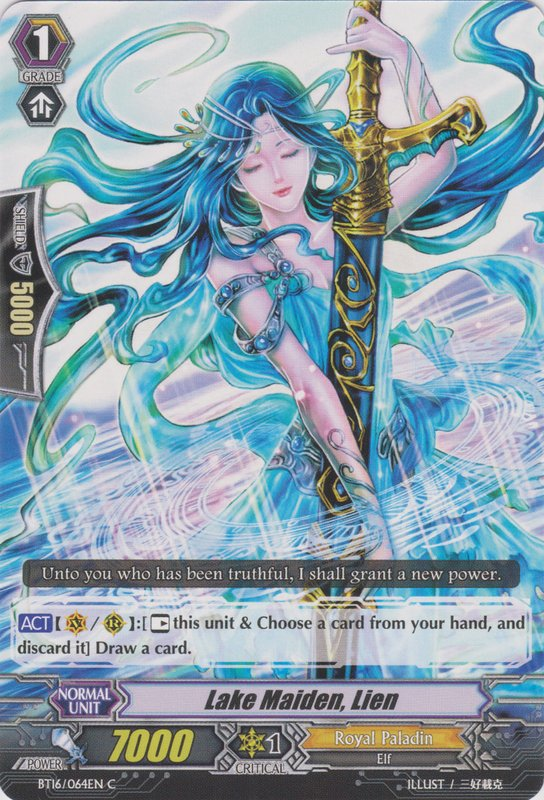 1
GRADE
SHIELD
5000
Unto you who has been truthful, I shall grant a new power.
ACT【V/R】:[this unit & Choose a card from your hand, and
discard it] Draw a card.
NORMAL
UNIT
Lake Maiden, Lien
POWER
7000
1
CRITICAL
Royal Paladin
Elf
BT16/064EN C
ILLUST / 三好載克